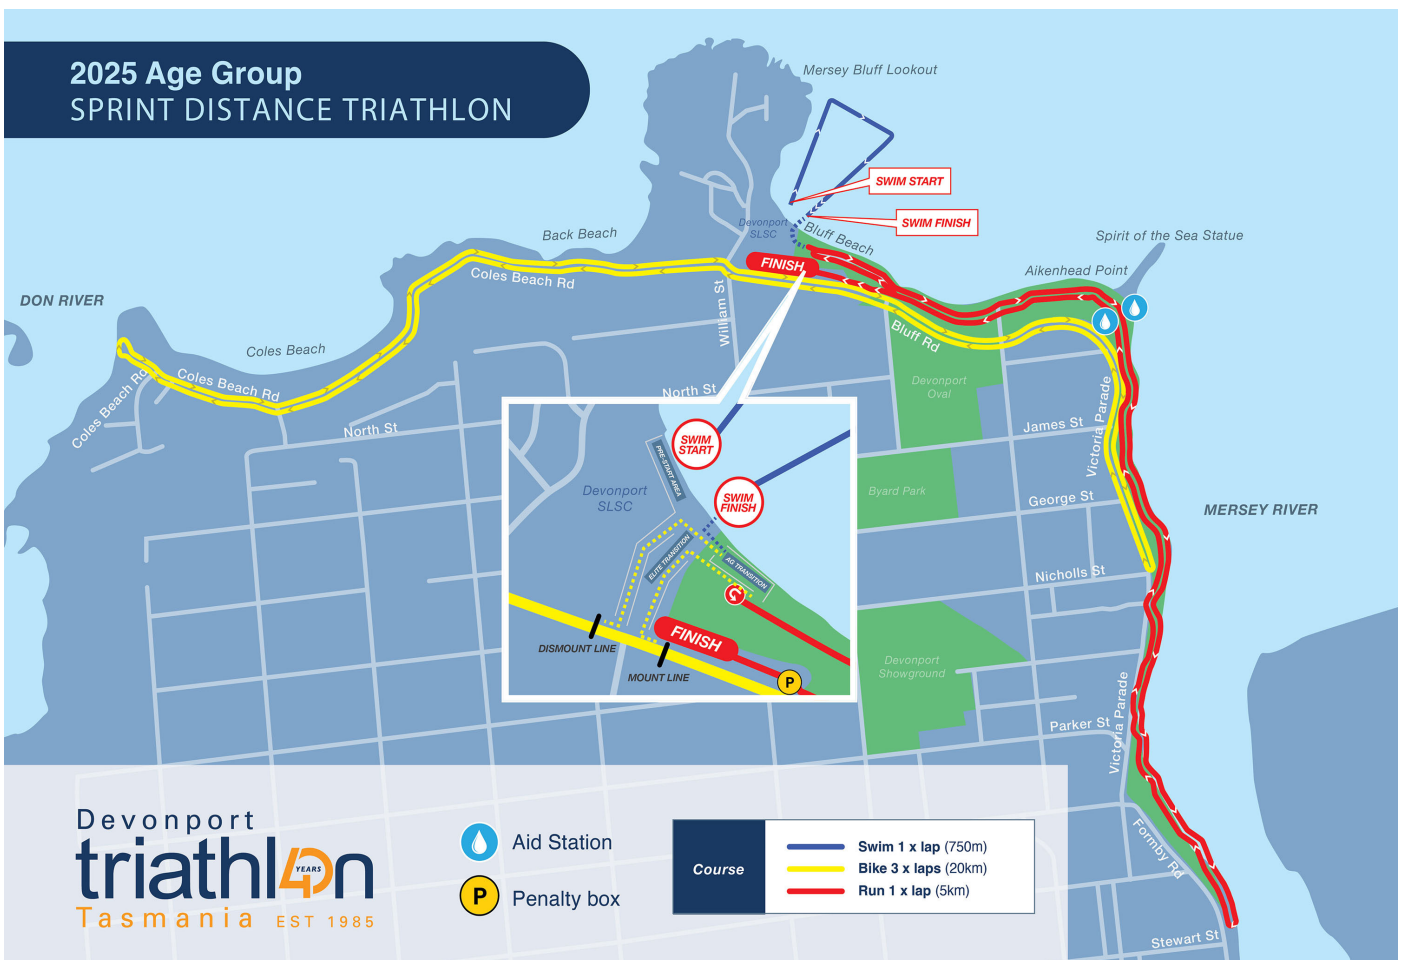 2025 Age Group
SPRINT DISTANCE TRIATHLON
Mersey Bluff Lookout
SWIM START
SWIM FINISH
Devonport
SLSC
Bluff Beach
Back Beach
Spirit of the Sea Statue
Aikenhead Point
FINISH
Coles Beach Rd
DON RIVER
William St
Bluff Rd
Coles Beach
Coles Beach Rd
Coles Beach Rd
North St
North St
Devonport
Oval
Victoria Parade
James St
SWIM
START
PRE-START AREA
Devonport
SLSC
SWIM
FINISH
ELITE TRANSITION
AG TRANSITION
FINISH
DISMOUNT LINE
MOUNT LINE
P
Byard Park
George St
MERSEY RIVER
Nicholls St
Devonport
Showground
Victoria Parade
Parker St
Formby Rd
Stewart St
Devonport
triathlon
40
YEARS
Tasmania EST 1985
Aid Station
P Penalty box
Course
Swim 1 x lap (750m)
Bike 3 x laps (20km)
Run 1 x lap (5km)